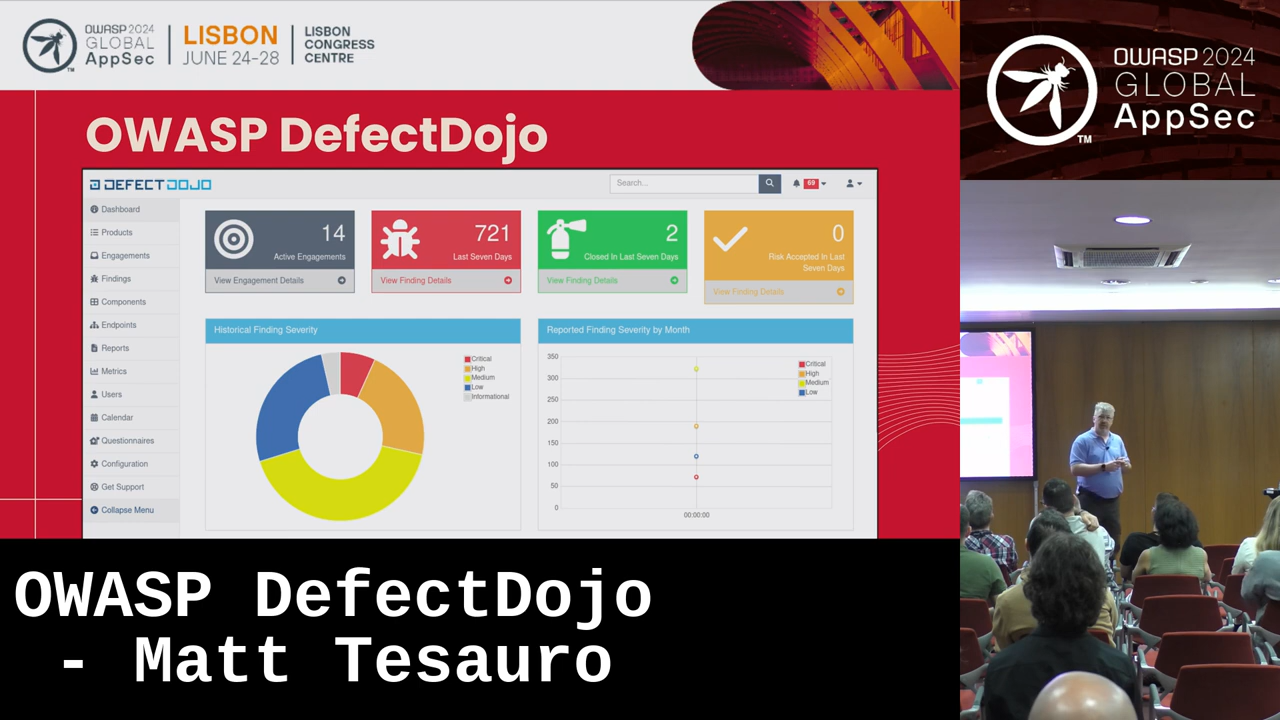 OWASP 2024
GLOBAL
AppSec
TM
LISBON
JUNE 24-28
LISBON
CONGRESS
CENTRE
OWASP 2024
GLOBAL
AppSec
TM
OWASP DefectDojo
DEFECTDOJO
Search...
69
Dashboard
Products
Engagements
Findings
Components
Endpoints
Reports
Metrics
Users
Calendar
Questionnaires
Configuration
Get Support
Collapse Menu
14
Active Engagements
View Engagement Details
721
Last Seven Days
View Finding Details
2
Closed In Last Seven Days
View Finding Details
0
Risk Accepted In Last
Seven Days
View Finding Details
Historical Finding Severity
Critical
High
Medium
Low
Informational
Reported Finding Severity by Month
350
300
250
200
150
100
50
0
00:00:00
Critical
High
Medium
Low
OWASP DefectDojo
- Matt Tesauro